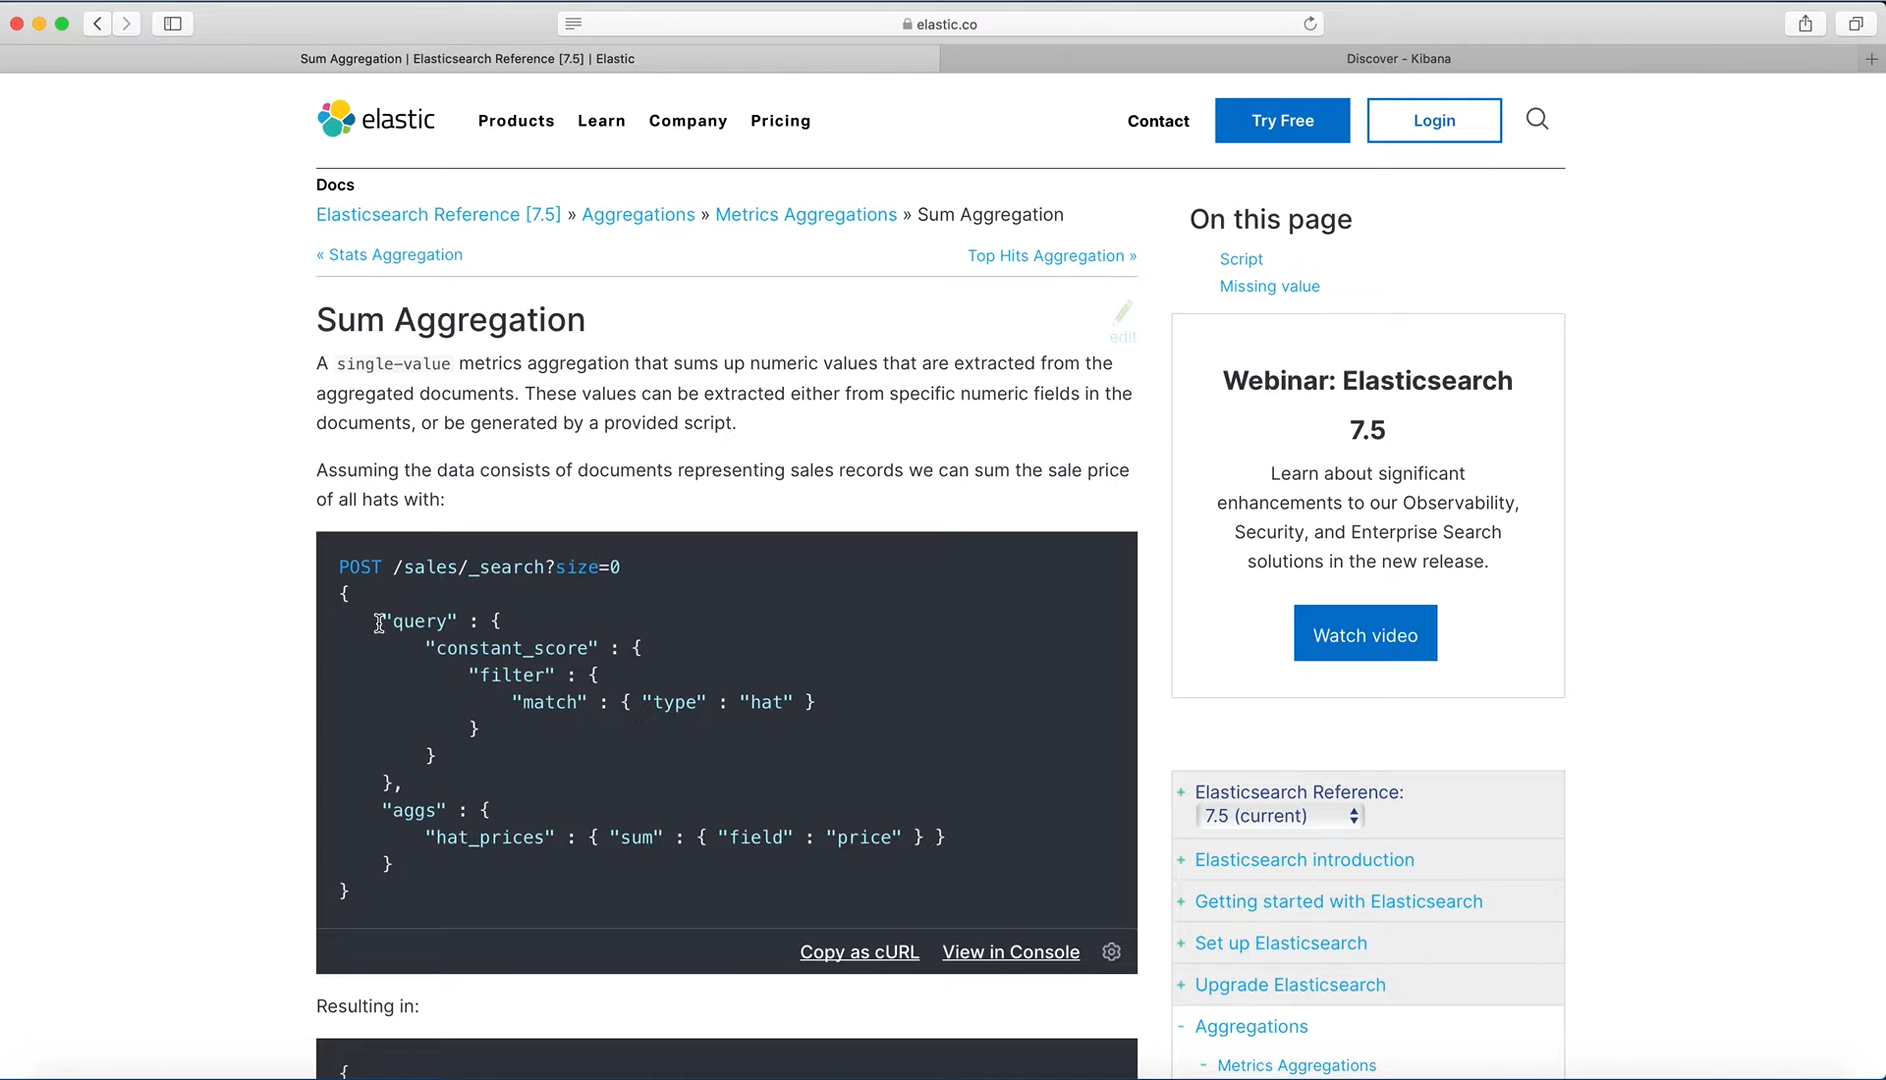 elastic.co
Sum Aggregation | Elasticsearch Reference [7.5] | Elastic
Discover - Kibana
elastic
Products Learn Company Pricing
Contact Try Free Login
Docs
Elasticsearch Reference [7.5] » Aggregations » Metrics Aggregations » Sum Aggregation
« Stats Aggregation
Top Hits Aggregation »
Sum Aggregation
edit
A single-value metrics aggregation that sums up numeric values that are extracted from the
aggregated documents. These values can be extracted either from specific numeric fields in the
documents, or be generated by a provided script.
Assuming the data consists of documents representing sales records we can sum the sale price
of all hats with:
POST /sales/_search?size=0
{
    "query" : {
        "constant_score" : {
            "filter" : {
                "match" : { "type" : "hat" }
            }
        }
    },
    "aggs" : {
        "hat_prices" : { "sum" : { "field" : "price" } }
    }
}
Copy as cURL View in Console
Resulting in:
{
On this page
Script
Missing value
Webinar: Elasticsearch
7.5
Learn about significant
enhancements to our Observability,
Security, and Enterprise Search
solutions in the new release.
Watch video
+ Elasticsearch Reference:
7.5 (current)
+ Elasticsearch introduction
+ Getting started with Elasticsearch
+ Set up Elasticsearch
+ Upgrade Elasticsearch
- Aggregations
- Metrics Aggregations